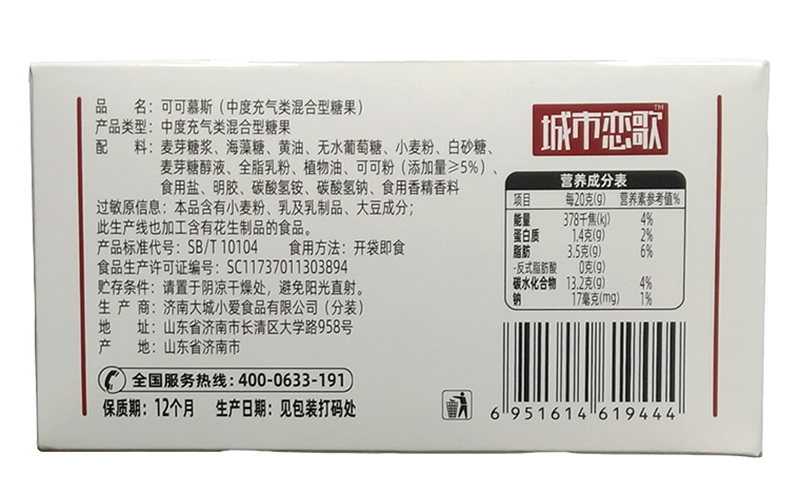 品 名：可可慕斯（中度充气类混合型糖果）
产品类型：中度充气类混合型糖果
配 料：麦芽糖浆、海藻糖、黄油、无水葡萄糖、小麦粉、白砂糖、
麦芽糖醇液、全脂乳粉、植物油、可可粉（添加量≥5%）、
食用盐、明胶、碳酸氢铵、碳酸氢钠、食用香精香料
过敏原信息：本品含有小麦粉、乳及乳制品、大豆成分；
此生产线也加工含有花生制品的食品。
产品标准代号：SB/T 10104 食用方法：开袋即食
食品生产许可证编号：SC11737011303894
贮存条件：请置于阴凉干燥处，避免阳光直射。
生 产 商：济南大城小爱食品有限公司（分装）
地 址：山东省济南市长清区大学路958号
产 地：山东省济南市
全国服务热线：400-0633-191
保质期：12个月 生产日期：见包装打码处
城市恋歌™
营养成分表
项目 每20克(g) 营养素参考值%
能量 378千焦(kJ) 4%
蛋白质 1.4克(g) 2%
脂肪 3.5克(g) 6%
-反式脂肪酸 0克(g)
碳水化合物 13.2克(g) 4%
钠 17毫克(mg) 1%
6 951614 619444